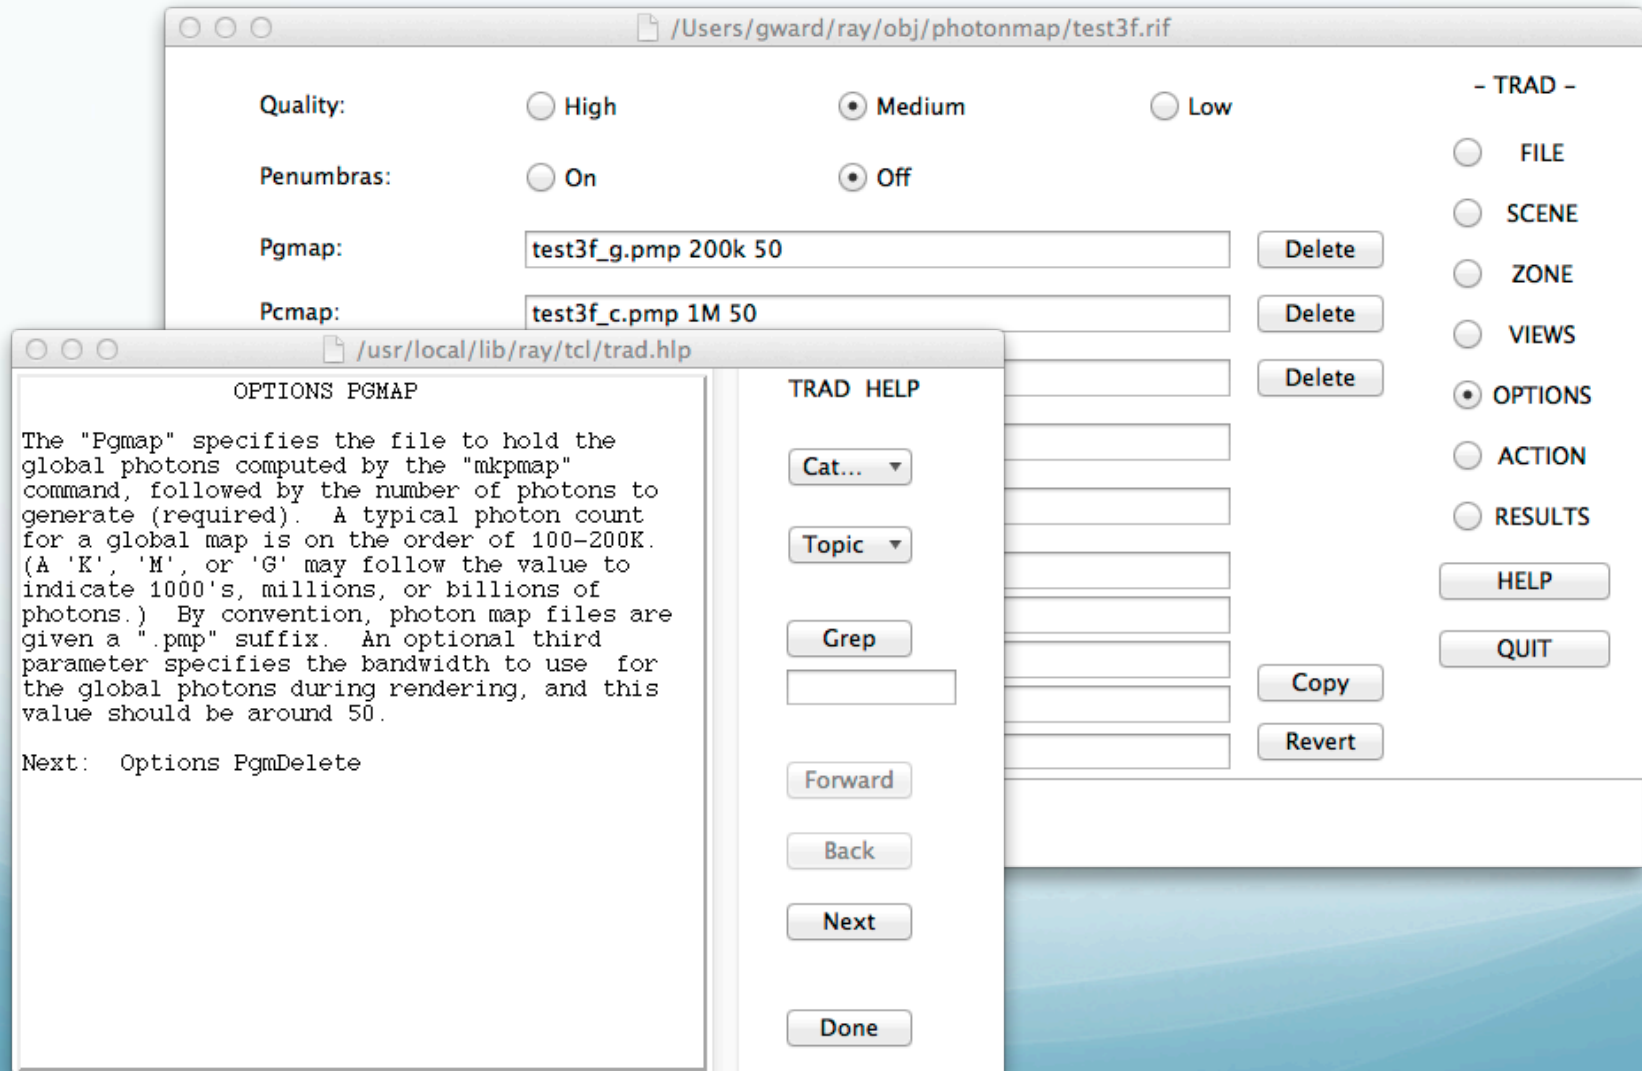 /Users/gward/ray/obj/photonmap/test3f.rif
Quality: High Medium Low
Penumbras: On Off
Pgmap: test3f_g.pmp 200k 50 Delete
Pcmap: test3f_c.pmp 1M 50 Delete
Delete
Copy
Revert
- TRAD -
FILE
SCENE
ZONE
VIEWS
OPTIONS
ACTION
RESULTS
HELP
QUIT
/usr/local/lib/ray/tcl/trad.hlp
OPTIONS PGMAP
The "Pgmap" specifies the file to hold the
global photons computed by the "mkpmap"
command, followed by the number of photons to
generate (required).  A typical photon count
for a global map is on the order of 100-200K.
(A 'K', 'M', or 'G' may follow the value to
indicate 1000's, millions, or billions of
photons.)  By convention, photon map files are
given a ".pmp" suffix.  An optional third
parameter specifies the bandwidth to use  for
the global photons during rendering, and this
value should be around 50.
Next:  Options PgmDelete
TRAD HELP
Cat...
Topic
Grep
Forward
Back
Next
Done